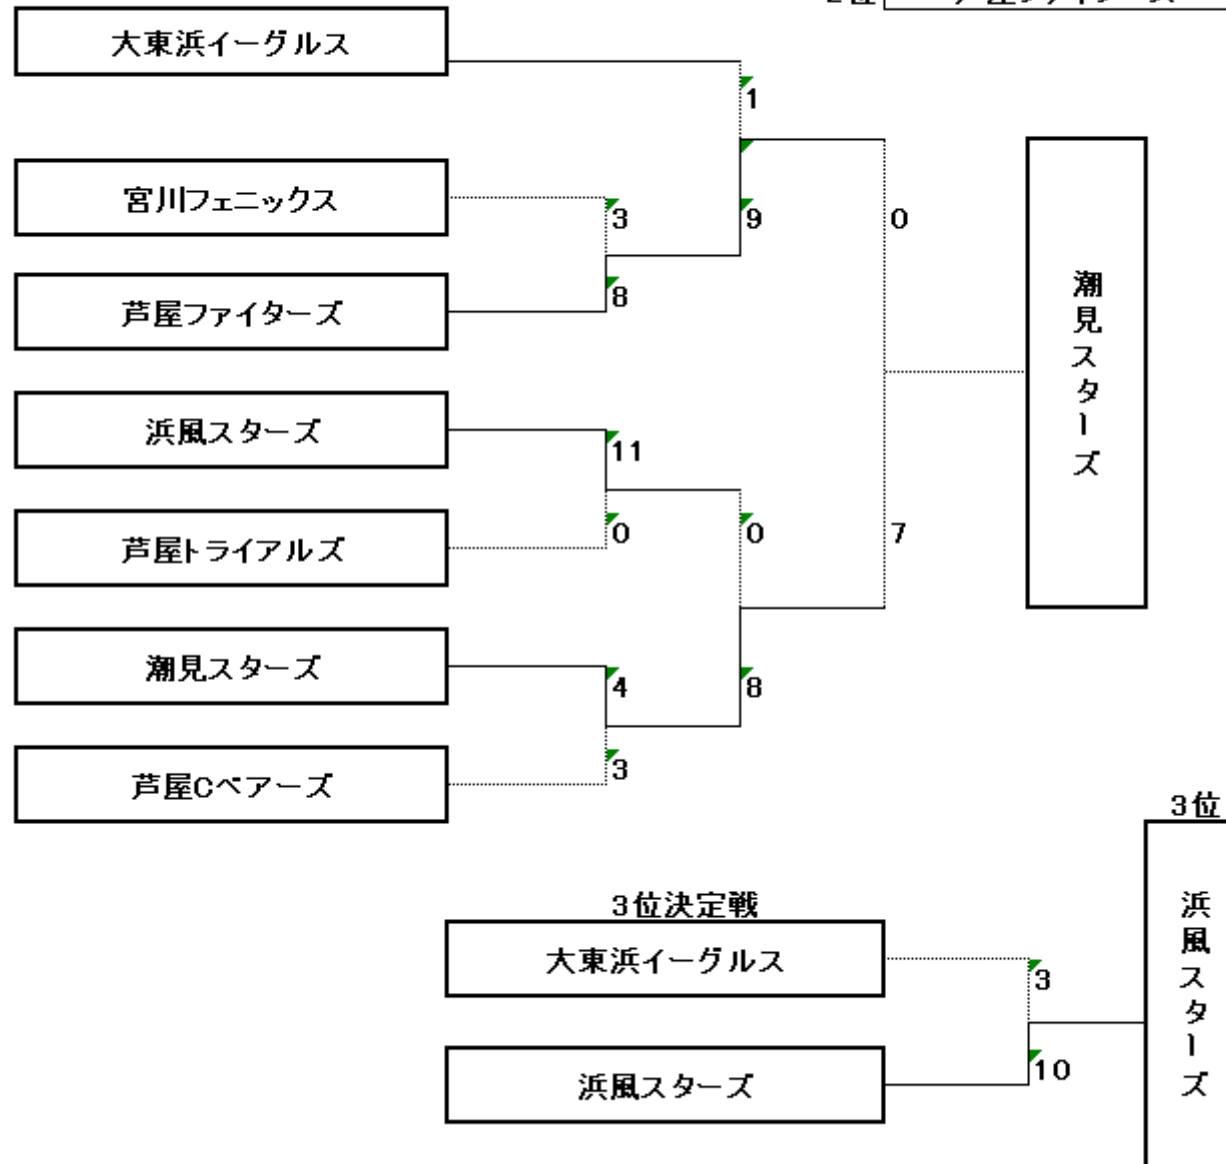 大東浜イーグルス
1
宮川フェニックス
3
9
0
芦屋ファイターズ
8
潮見スターズ
浜風スターズ
11
芦屋トライアルズ
0
0
7
潮見スターズ
4
8
芦屋Cベアーズ
3
3位
3位決定戦
大東浜イーグルス
3
浜風スターズ
浜風スターズ
10